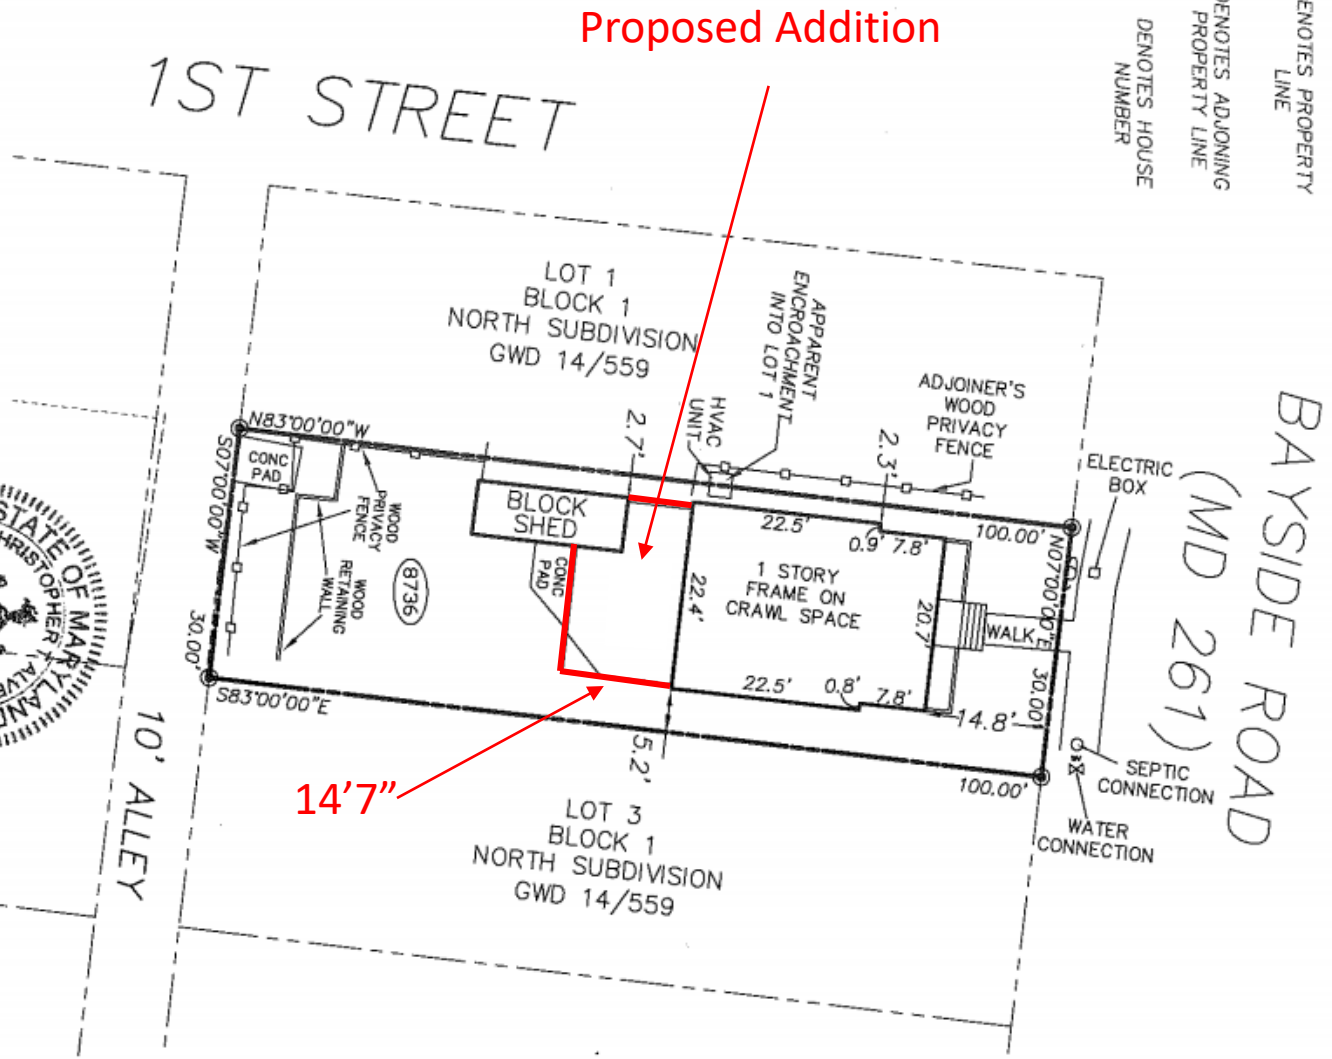 Proposed Addition
1ST STREET
ENOTES PROPERTY
LINE
DENOTES ADJOINING
PROPERTY LINE
DENOTES HOUSE
NUMBER
LOT 1
BLOCK 1
NORTH SUBDIVISION
GWD 14/559
APPARENT
ENCROACHMENT
INTO LOT 1
HVAC
UNIT
ADJOINER'S
WOOD
PRIVACY
FENCE
BAYSIDE ROAD
(MD 261)
ELECTRIC
BOX
N83°00'00"W
2.7'
2.3'
100.00'
S07°00'00"W
30.00'
CONC
PAD
WOOD
PRIVACY
FENCE
WOOD
RETAINING
WALL
8736
BLOCK
SHED
CONC
PAD
22.5'
0.9'
7.8'
1 STORY
FRAME ON
CRAWL SPACE
22.4'
20.7'
WALK
N07°00'00"E
30.00'
22.5'
0.8'
7.8'
14.8'
S83°00'00"E
5.2'
100.00'
SEPTIC
CONNECTION
WATER
CONNECTION
14'7"
LOT 3
BLOCK 1
NORTH SUBDIVISION
GWD 14/559
10' ALLEY
STATE OF MARYLAND
CHRISTOPHER T